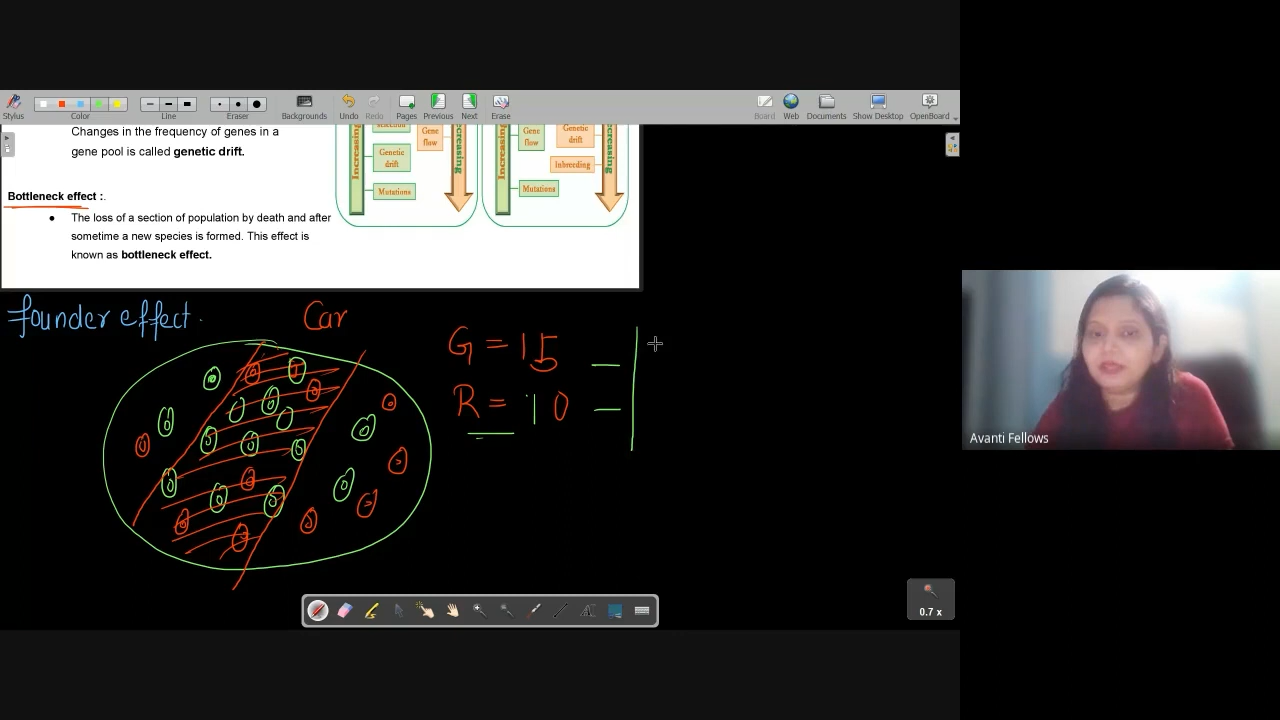 Stylus
Color
Line
Eraser
Backgrounds
Undo
Redo
Pages
Previous
Next
Erase
Board
Web
Documents
Show Desktop
OpenBoard
Changes in the frequency of genes in a
gene pool is called genetic drift.
Gene flow
Genetic drift
Mutations
Gene flow
Genetic drift
Inbreeding
Mutations
Bottleneck effect :.
● The loss of a section of population by death and after
sometime a new species is formed. This effect is
known as bottleneck effect.
founder effect.
Car
G = 15
R = 10
Avanti Fellows
0.7 x